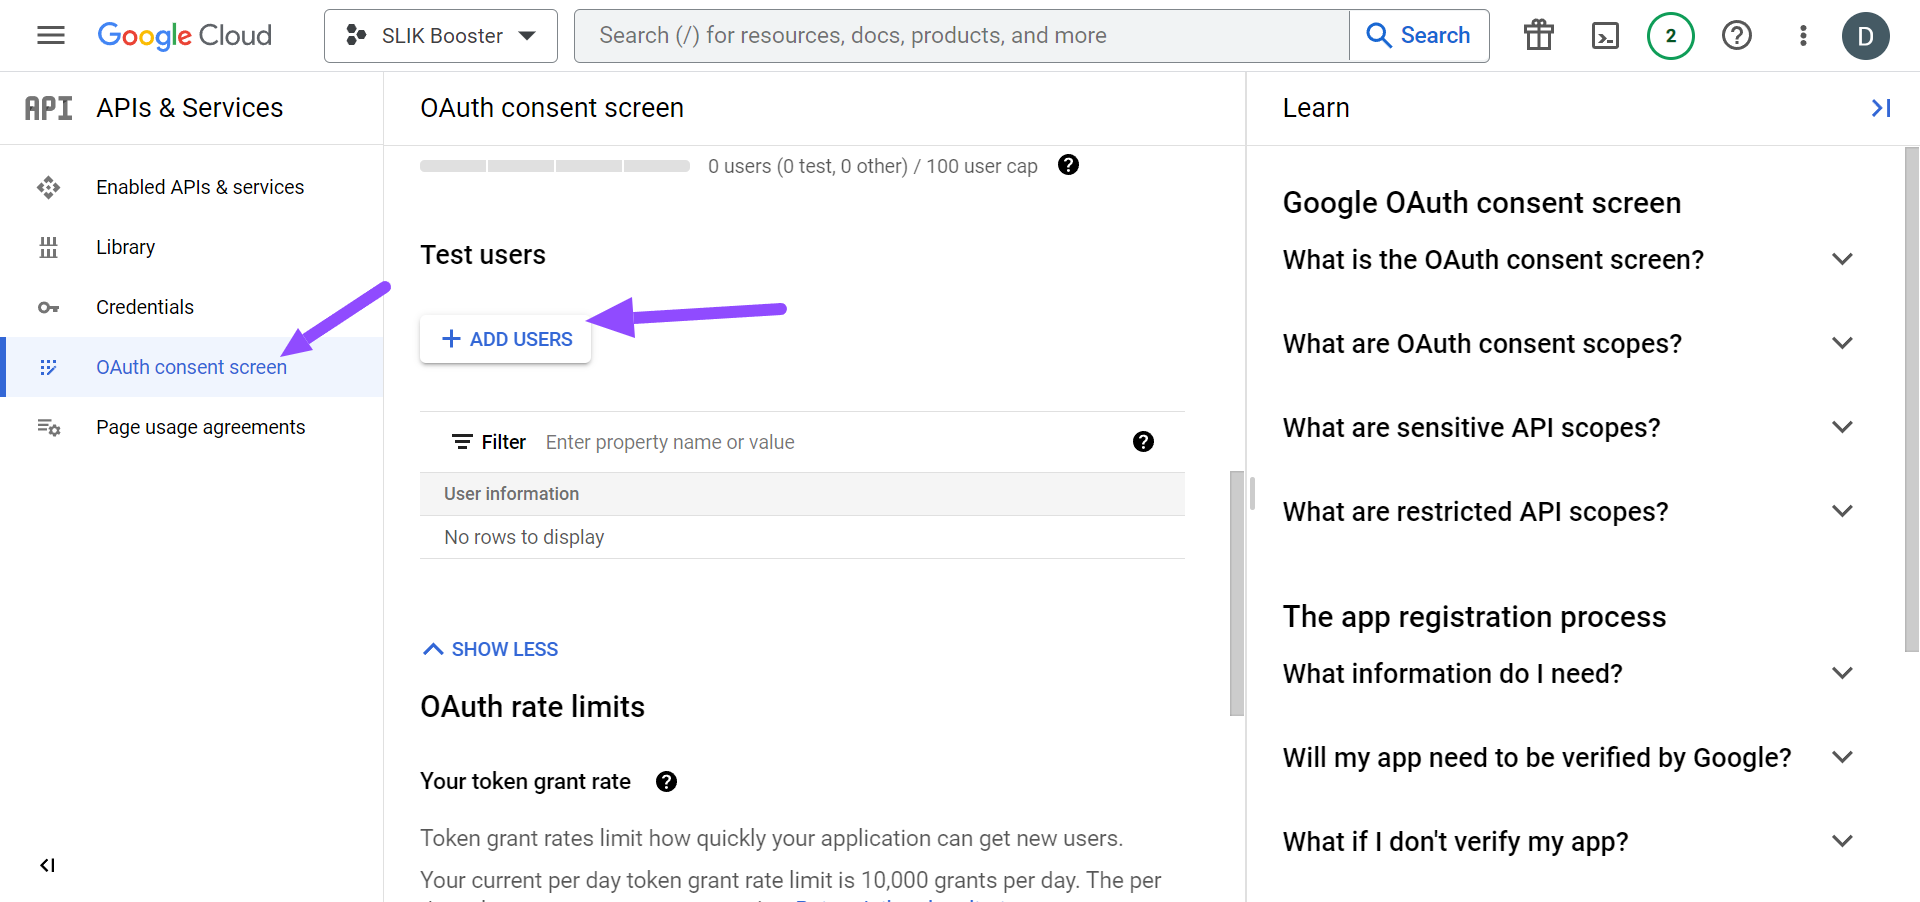 Google Cloud
SLIK Booster
Search (/) for resources, docs, products, and more
Search
2
D
API
APIs & Services
Enabled APIs & services
Library
Credentials
OAuth consent screen
Page usage agreements
OAuth consent screen
0 users (0 test, 0 other) / 100 user cap
Test users
ADD USERS
Filter Enter property name or value
User information
No rows to display
SHOW LESS
OAuth rate limits
Your token grant rate
Token grant rates limit how quickly your application can get new users.
Your current per day token grant rate limit is 10,000 grants per day. The per
Learn
Google OAuth consent screen
What is the OAuth consent screen?
What are OAuth consent scopes?
What are sensitive API scopes?
What are restricted API scopes?
The app registration process
What information do I need?
Will my app need to be verified by Google?
What if I don't verify my app?